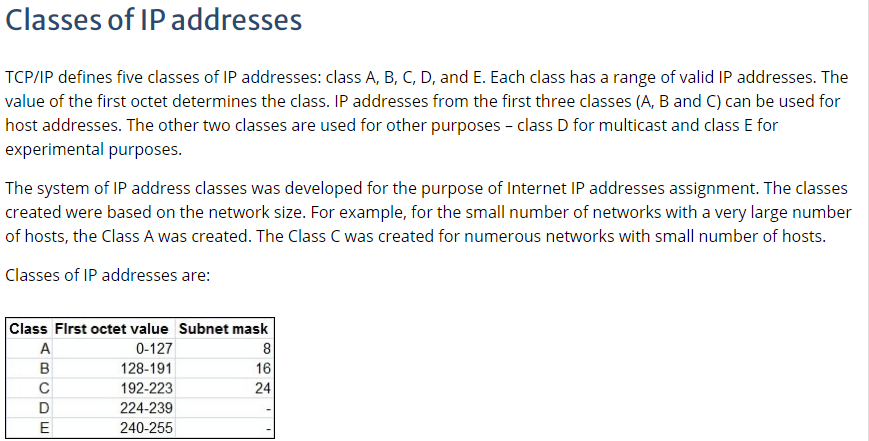 Classes of IP addresses
TCP/IP defines five classes of IP addresses: class A, B, C, D, and E. Each class has a range of valid IP addresses. The
value of the first octet determines the class. IP addresses from the first three classes (A, B and C) can be used for
host addresses. The other two classes are used for other purposes – class D for multicast and class E for
experimental purposes.
The system of IP address classes was developed for the purpose of Internet IP addresses assignment. The classes
created were based on the network size. For example, for the small number of networks with a very large number
of hosts, the Class A was created. The Class C was created for numerous networks with small number of hosts.
Classes of IP addresses are:
Class FIrst octet value Subnet mask
A 0-127 8
B 128-191 16
C 192-223 24
D 224-239 -
E 240-255 -